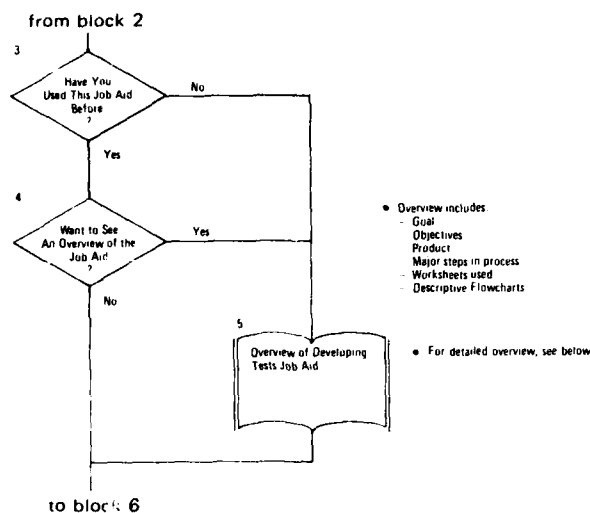 from block 2
3
Have You
Used This Job Aid
Before
?
No
Yes
4
Want to See
An Overview of the
Job Aid
?
Yes
No
• Overview includes
- Goal
Objectives
Product
Major steps in process
- Worksheets used
- Descriptive Flowcharts
5
Overview of Developing
Tests Job Aid
• For detailed overview, see below
to block 6